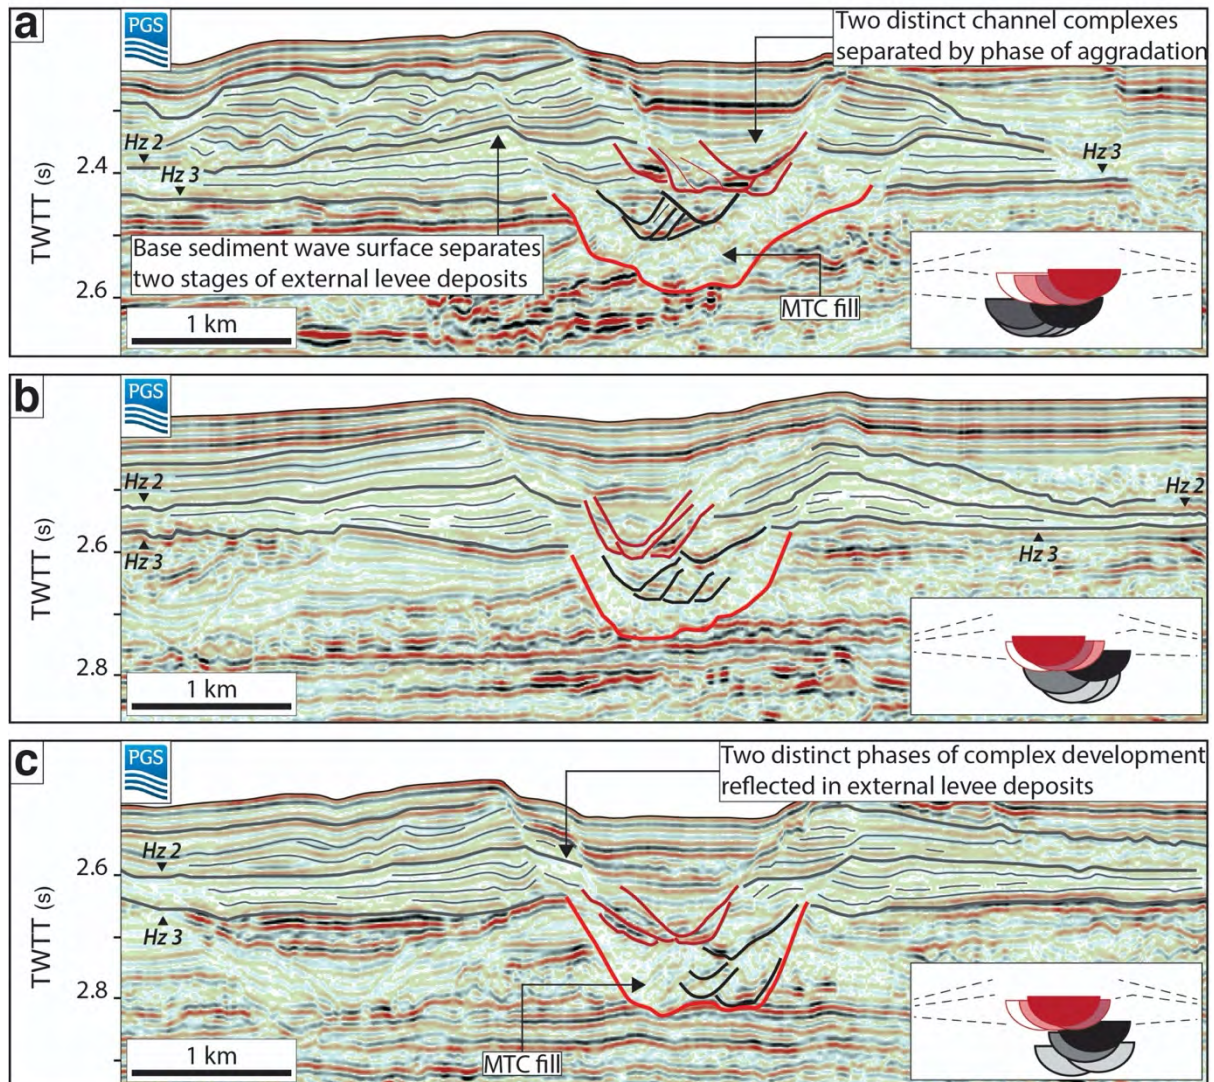 a
PGS
Two distinct channel complexes
separated by phase of aggradation
Hz 2
Hz 3
Hz 3
2.4
TWTT (s)
Base sediment wave surface separates
two stages of external levee deposits
2.6
MTC fill
1 km
b
PGS
Hz 2
Hz 2
2.6
Hz 3
Hz 3
TWTT (s)
2.8
1 km
c
PGS
Two distinct phases of complex development
reflected in external levee deposits
Hz 2
2.6
Hz 3
TWTT (s)
2.8
1 km
MTC fill